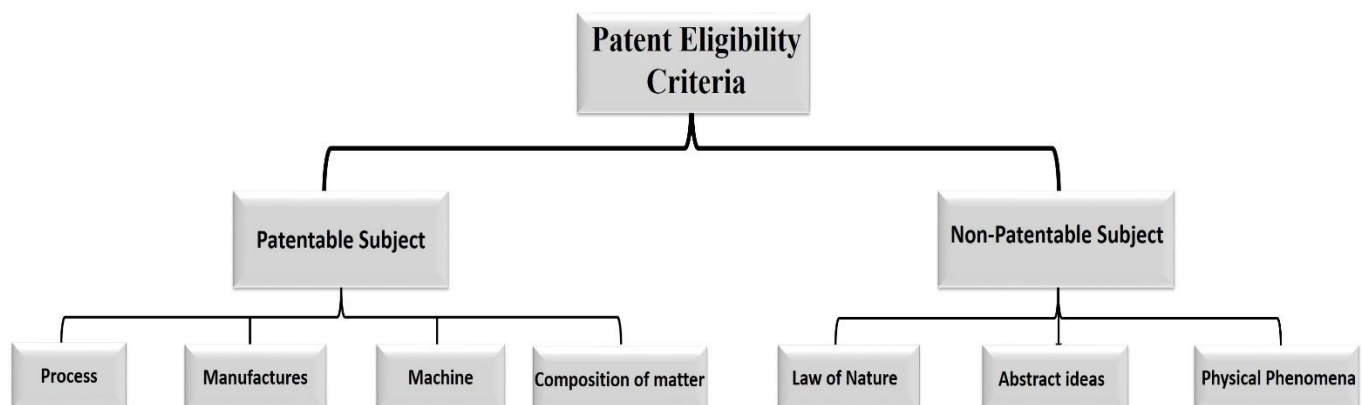 Patent Eligibility
Criteria
Patentable Subject
Non-Patentable Subject
Process
Manufactures
Machine
Composition of matter
Law of Nature
Abstract ideas
Physical Phenomena